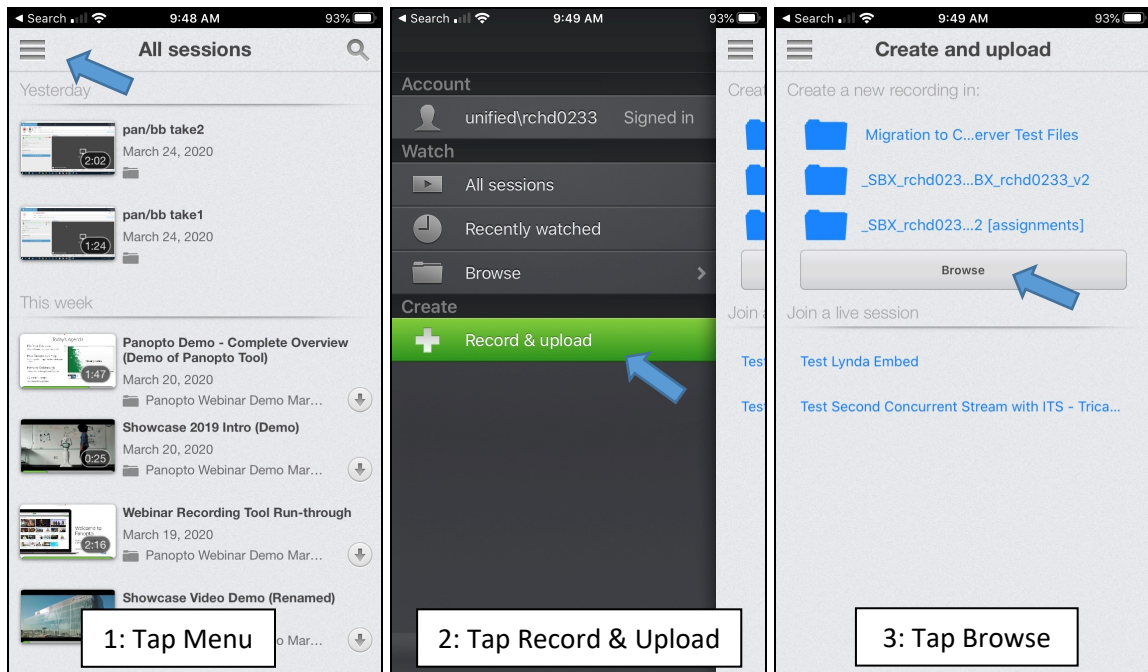 Search
9:48 AM
93%
All sessions
Yesterday
pan/bb take2
March 24, 2020
2:02
pan/bb take1
March 24, 2020
1:24
This week
Panopto Demo - Complete Overview
(Demo of Panopto Tool)
March 20, 2020
1:47
Panopto Webinar Demo Mar...
Showcase 2019 Intro (Demo)
March 20, 2020
0:25
Panopto Webinar Demo Mar...
Webinar Recording Tool Run-through
March 19, 2020
Welcome to Panopto
2:16
Panopto Webinar Demo Mar...
Showcase Video Demo (Renamed)
o Mar...
1: Tap Menu
Search
9:49 AM
93%
Account
unified\rchd0233 Signed in
Watch
All sessions
Recently watched
Browse
Create
Record & upload
Creat
Join a
Test
Test
2: Tap Record & Upload
Search
9:49 AM
93%
Create and upload
Create a new recording in:
Migration to C...erver Test Files
_SBX_rchd023...BX_rchd0233_v2
_SBX_rchd023...2 [assignments]
Browse
Join a live session
Test Lynda Embed
Test Second Concurrent Stream with ITS - Trica...
3: Tap Browse